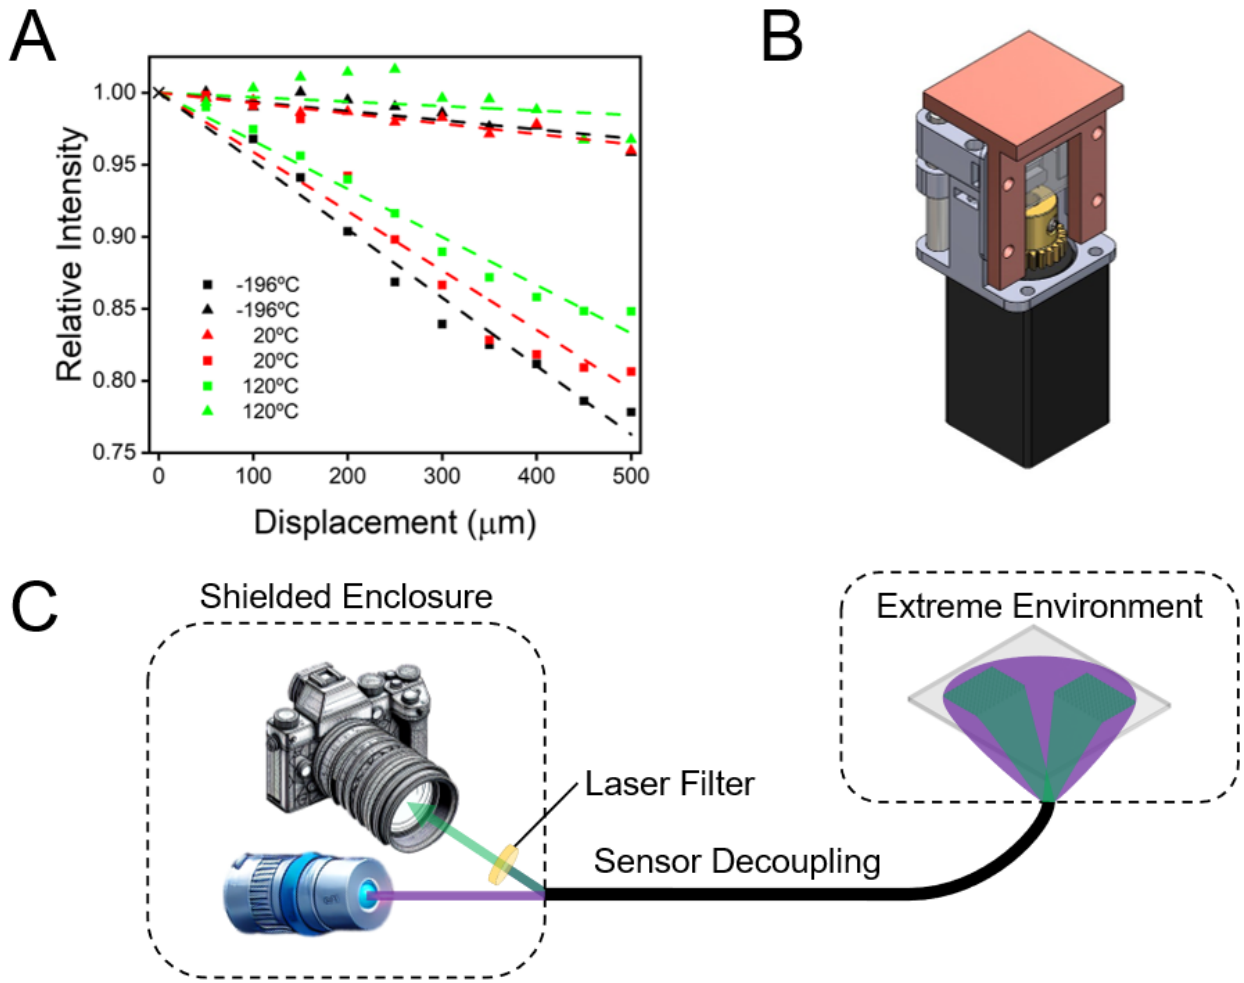 A
B
1.00
0.95
0.90
0.85
0.80
0.75
Relative Intensity
-196ºC
-196ºC
20ºC
20ºC
120ºC
120ºC
0 100 200 300 400 500
Displacement (μm)
C
Shielded Enclosure
Extreme Environment
Laser Filter
Sensor Decoupling